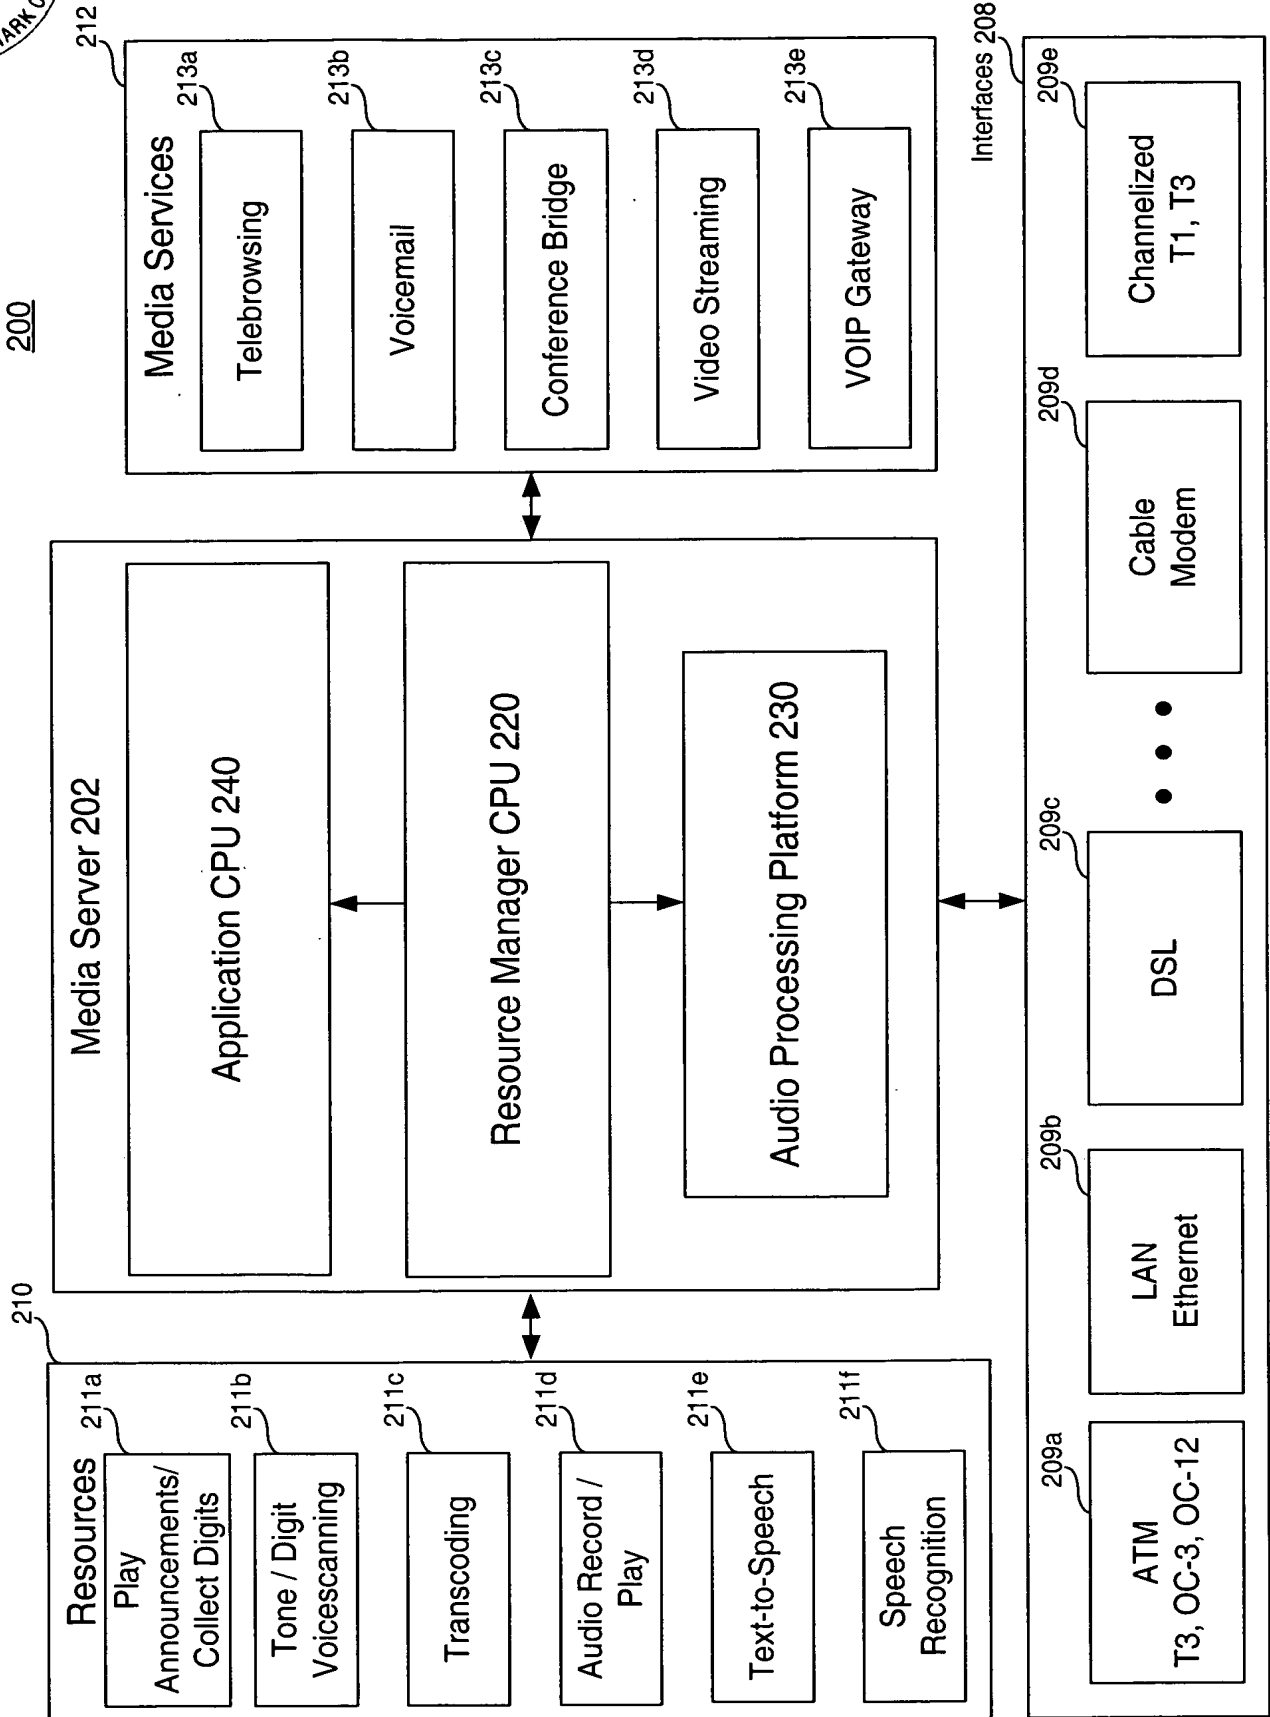 200
210
Resources
211a
Play
Announcements/
Collect Digits
211b
Tone / Digit
Voicescanning
211c
Transcoding
211d
Audio Record /
Play
211e
Text-to-Speech
211f
Speech
Recognition
Media Server 202
Application CPU 240
Resource Manager CPU 220
Audio Processing Platform 230
212
Media Services
213a
Telebrowsing
213b
Voicemail
213c
Conference Bridge
213d
Video Streaming
213e
VOIP Gateway
Interfaces 208
209a
ATM
T3, OC-3, OC-12
209b
LAN
Ethernet
209c
DSL
209d
Cable
Modem
209e
Channelized
T1, T3